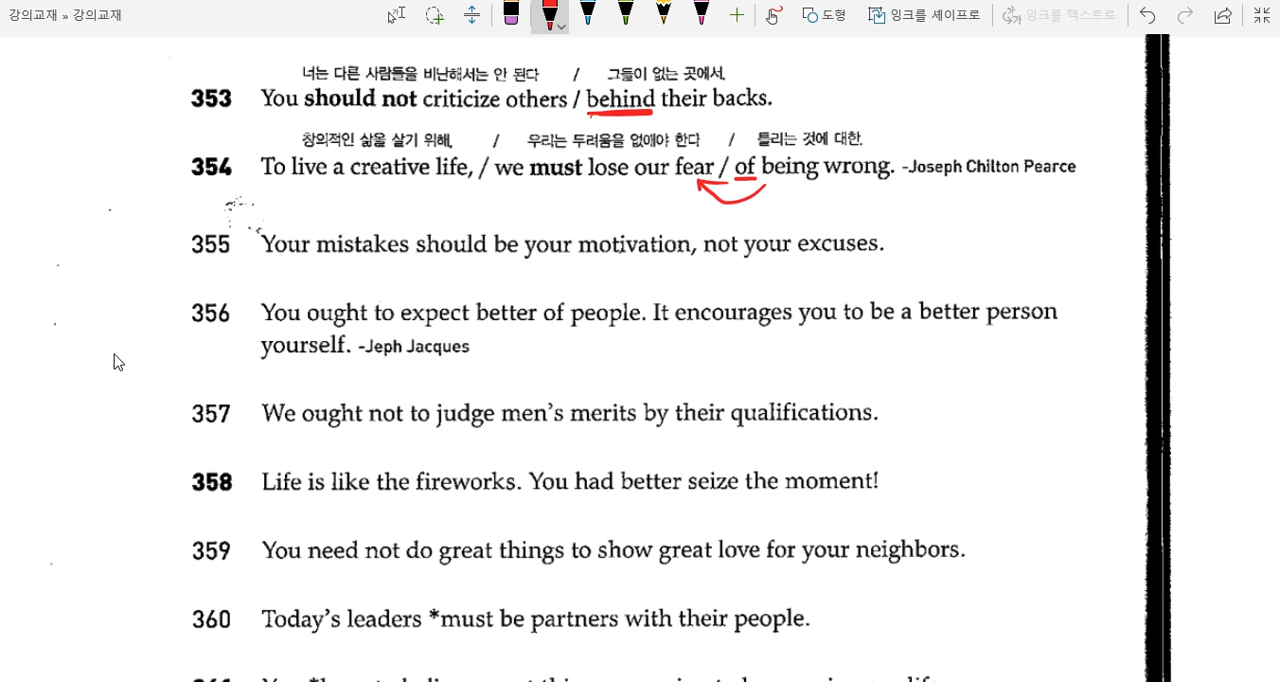 강의교재 » 강의교재
도형
잉크를 셰이프로
잉크를 텍스트로
너는 다른 사람들을 비난해서는 안 된다 / 그들이 없는 곳에서.
353 You should not criticize others / behind their backs.
창의적인 삶을 살기 위해, / 우리는 두려움을 없애야 한다 / 틀리는 것에 대한.
354 To live a creative life, / we must lose our fear / of being wrong. -Joseph Chilton Pearce
355 Your mistakes should be your motivation, not your excuses.
356 You ought to expect better of people. It encourages you to be a better person
yourself. -Jeph Jacques
357 We ought not to judge men's merits by their qualifications.
358 Life is like the fireworks. You had better seize the moment!
359 You need not do great things to show great love for your neighbors.
360 Today's leaders *must be partners with their people.